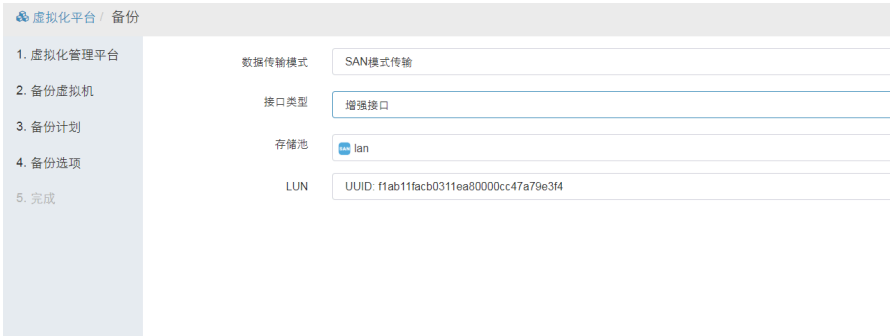 虚拟化平台 / 备份
1. 虚拟化管理平台
2. 备份虚拟机
3. 备份计划
4. 备份选项
5. 完成
数据传输模式 SAN模式传输
接口类型 增强接口
存储池 SAN lan
LUN UUID: f1ab11facb0311ea80000cc47a79e3f4